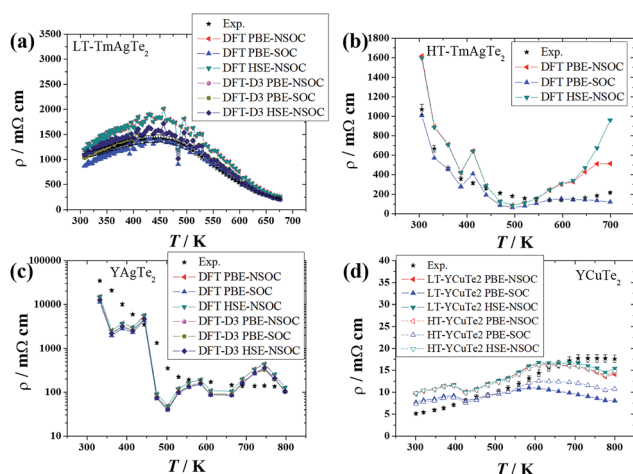 (a)
LT-TmAgTe2
Exp.
DFT PBE-NSOC
DFT PBE-SOC
DFT HSE-NSOC
DFT-D3 PBE-NSOC
DFT-D3 PBE-SOC
DFT-D3 HSE-NSOC
ρ / mΩ cm
3500
3000
2500
2000
1500
1000
500
0
300 350 400 450 500 550 600 650 700
T / K
(b)
HT-TmAgTe2
Exp.
DFT PBE-NSOC
DFT PBE-SOC
DFT HSE-NSOC
ρ / mΩ cm
1800
1600
1400
1200
1000
800
600
400
200
0
300 400 500 600 700
T / K
(c)
YAgTe2
Exp.
DFT PBE-NSOC
DFT PBE-SOC
DFT HSE-NSOC
DFT-D3 PBE-NSOC
DFT-D3 PBE-SOC
DFT-D3 HSE-NSOC
ρ / mΩ cm
100000
10000
1000
100
10
300 400 500 600 700 800
T / K
(d)
YCuTe2
Exp.
LT-YCuTe2 PBE-NSOC
LT-YCuTe2 PBE-SOC
LT-YCuTe2 HSE-NSOC
HT-YCuTe2 PBE-NSOC
HT-YCuTe2 PBE-SOC
HT-YCuTe2 HSE-NSOC
ρ / mΩ cm
40
35
30
25
20
15
10
5
0
300 400 500 600 700 800
T / K